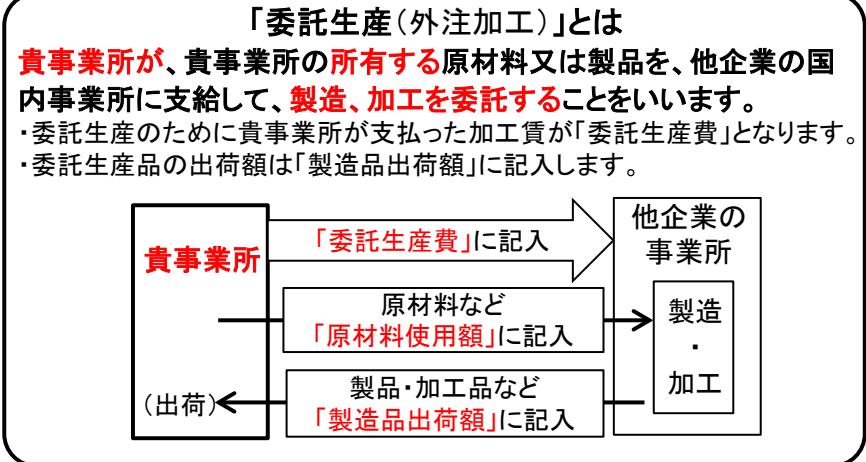 「委託生産(外注加工)」とは
貴事業所が、貴事業所の所有する原材料又は製品を、他企業の国
内事業所に支給して、製造、加工を委託することをいいます。
・委託生産のために貴事業所が支払った加工賃が「委託生産費」となります。
・委託生産品の出荷額は「製造品出荷額」に記入します。
貴事業所
「委託生産費」に記入
他企業の
事業所
原材料など
「原材料使用額」に記入
製造
・
加工
(出荷)
製品・加工品など
「製造品出荷額」に記入